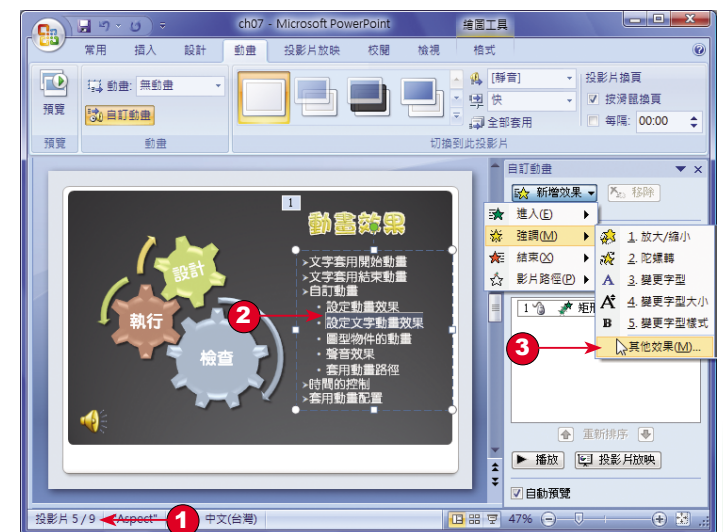 ch07 - Microsoft PowerPoint
繪圖工具
常用 插入 設計 動畫 投影片放映 校閱 檢視 格式
預覽
動畫: 無動畫
自訂動畫
[靜音]
快
全部套用
投影片換頁
按滑鼠換頁
每隔: 00:00
預覽 動畫 切換到此投影片
自訂動畫
新增效果 移除
進入(E)
強調(M)
結束(X)
影片路徑(P)
1. 放大/縮小
2. 陀螺轉
3. 變更字型
4. 變更字型大小
5. 變更字型樣式
其他效果(M)...
1 矩形
1
動畫效果
>文字套用開始動畫
>文字套用結束動畫
>自訂動畫
• 設定動畫效果
• 設定文字動畫效果
• 圖型物件的動畫
• 聲音效果
• 套用動畫路徑
>時間的控制
>套用動畫配置
設計
執行
檢查
2
3
重新排序
播放 投影片放映
自動預覽
投影片 5 / 9 "Aspect" 中文(台灣) 47%
1